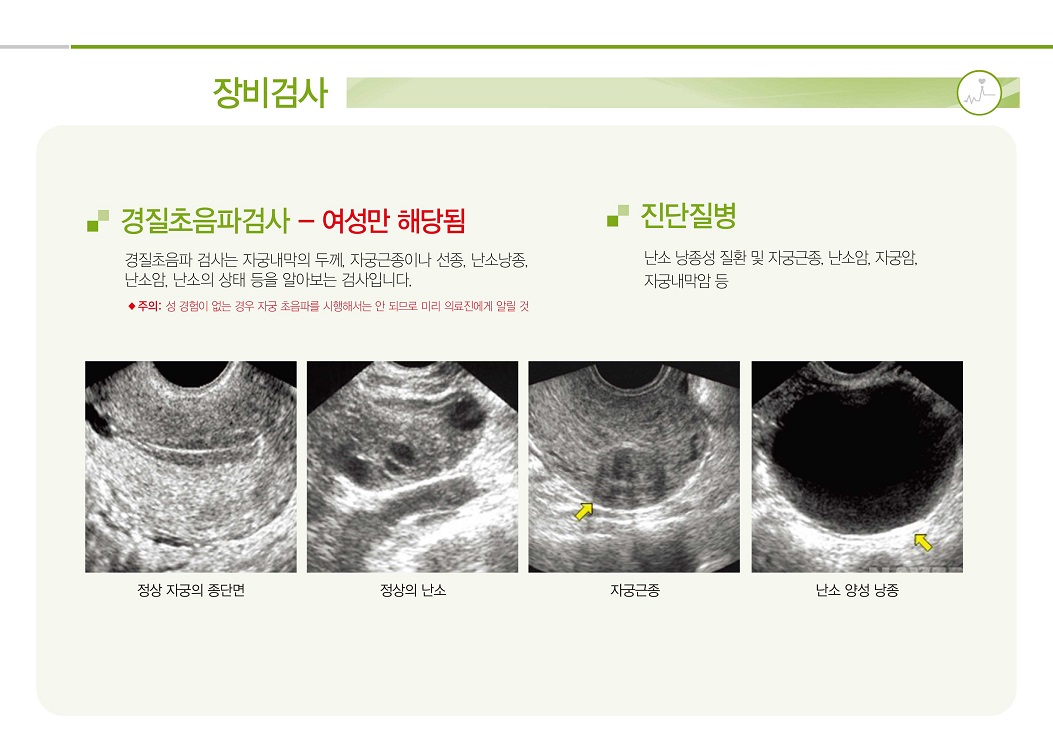 장비검사
경질초음파검사 – 여성만 해당됨
경질초음파 검사는 자궁내막의 두께, 자궁근종이나 선종, 난소낭종,
난소암, 난소의 상태 등을 알아보는 검사입니다.
◆ 주의: 성 경험이 없는 경우 자궁 초음파를 시행해서는 안 되므로 미리 의료진에게 알릴 것
진단질병
난소 낭종성 질환 및 자궁근종, 난소암, 자궁암,
자궁내막암 등
정상 자궁의 종단면
정상의 난소
자궁근종
난소 양성 낭종